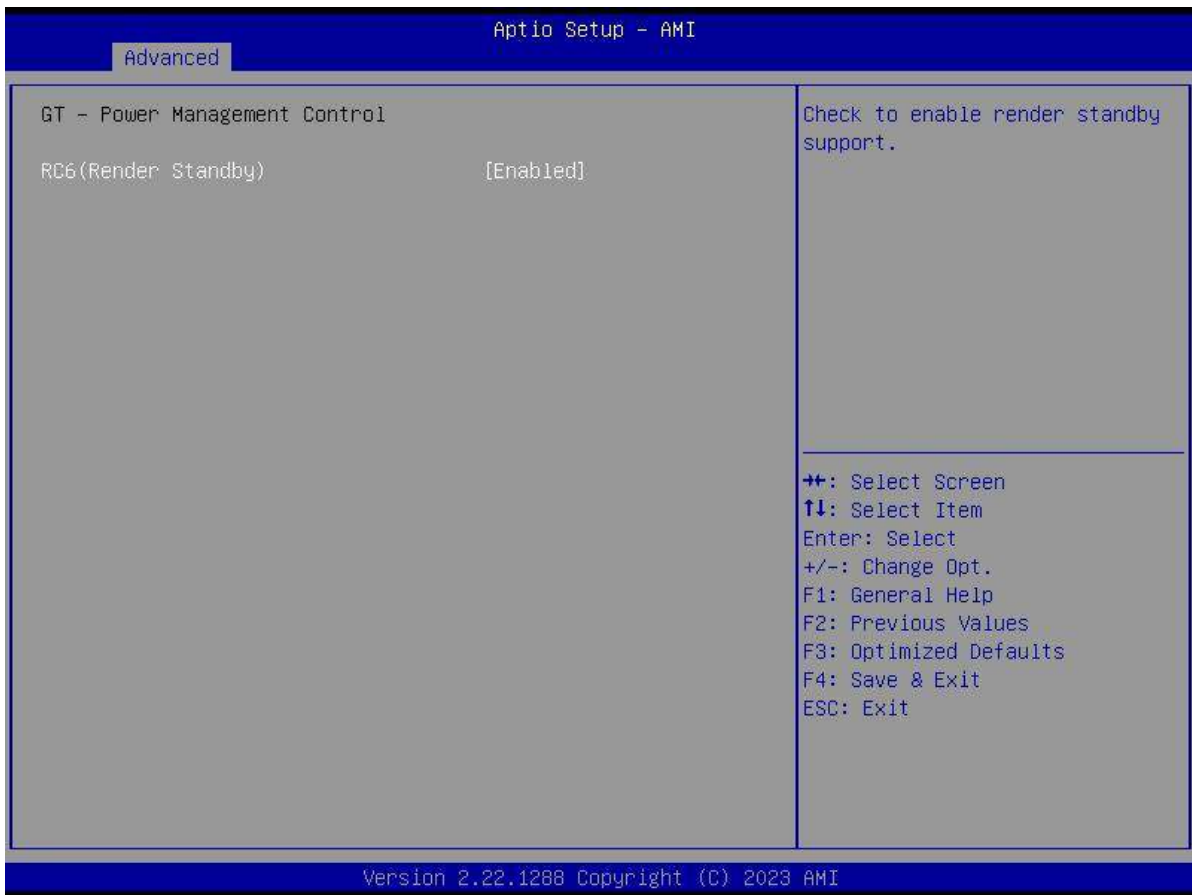 Aptio Setup - AMI
Advanced
GT - Power Management Control
RC6(Render Standby) [Enabled]
Check to enable render standby
support.
→←: Select Screen
↑↓: Select Item
Enter: Select
+/-: Change Opt.
F1: General Help
F2: Previous Values
F3: Optimized Defaults
F4: Save & Exit
ESC: Exit
Version 2.22.1288 Copyright (C) 2023 AMI